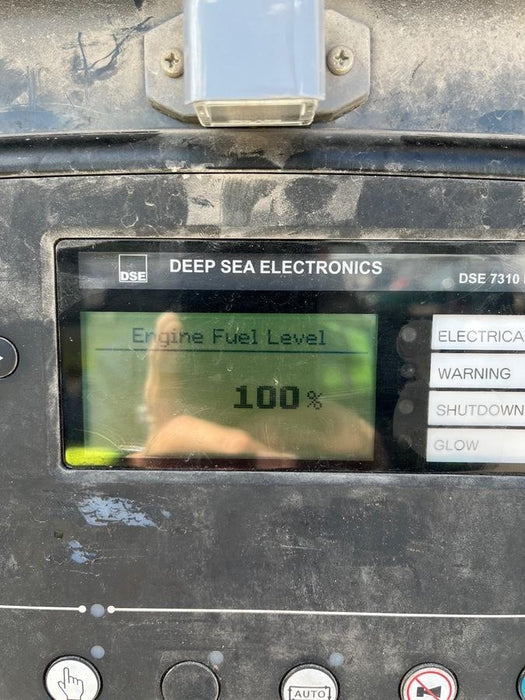 DSE
DEEP SEA ELECTRONICS
DSE 7310
Engine Fuel Level
100 %
ELECTRICA
WARNING
SHUTDOWN
GLOW
AUTO